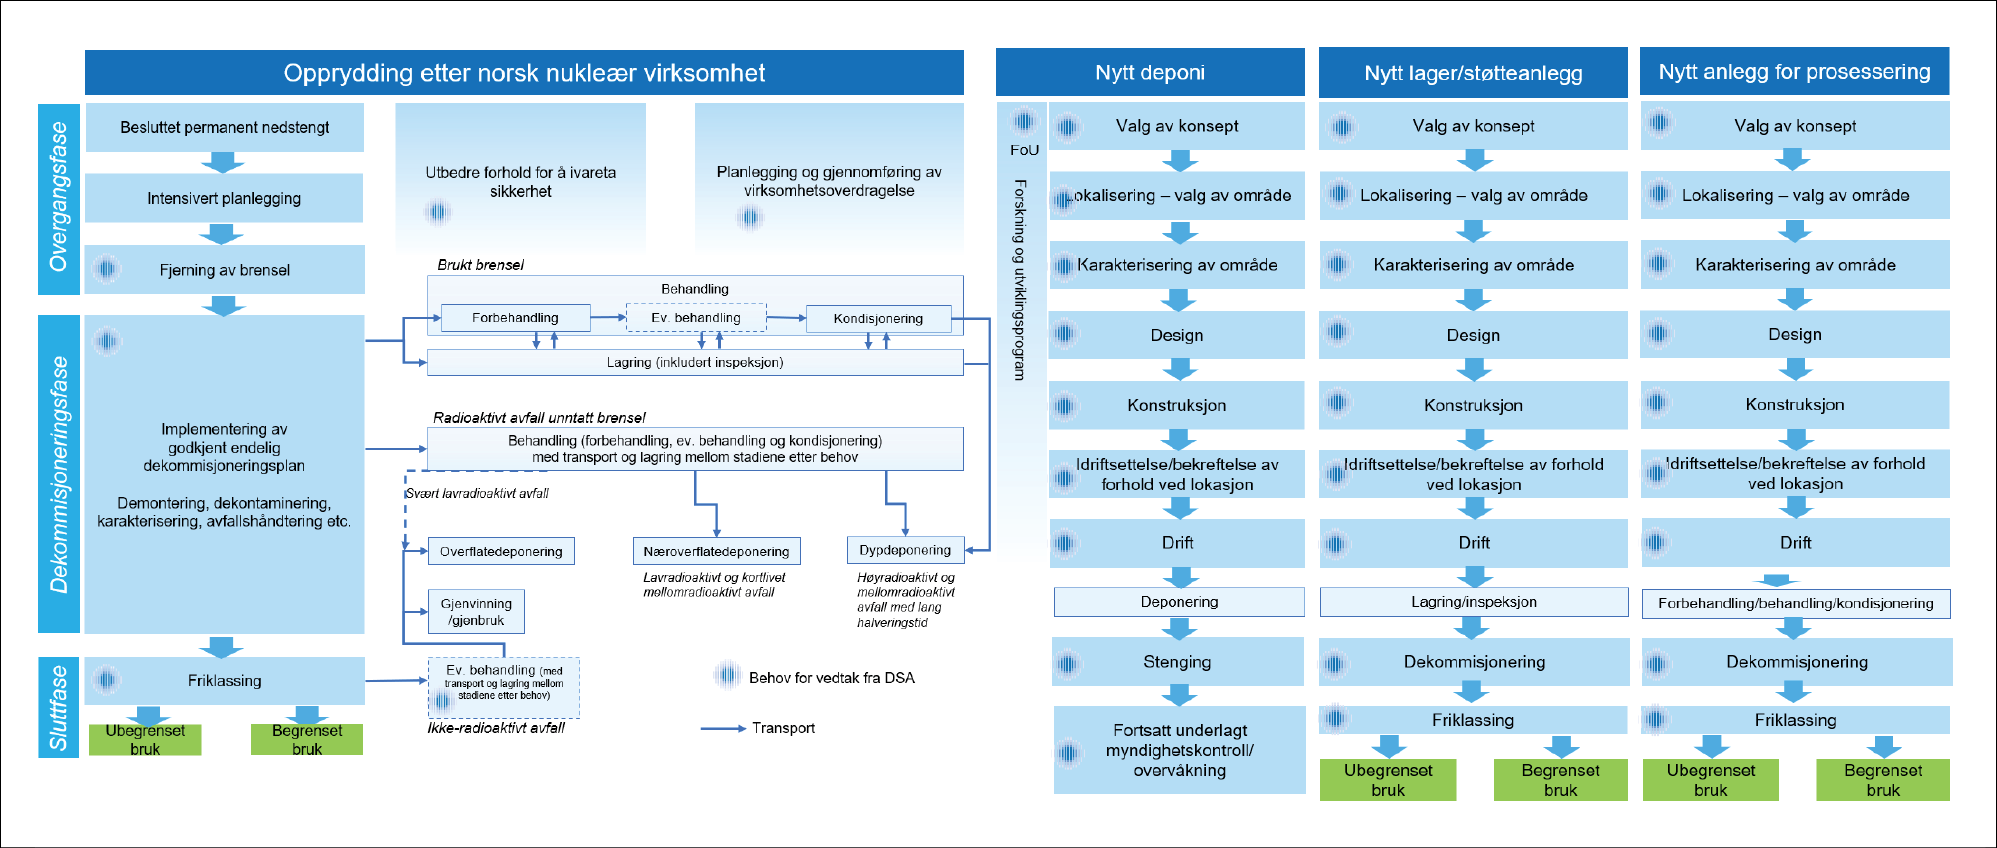 Opprydding etter norsk nukleær virksomhet
Overgangsfase
Besluttet permanent nedstengt
Intensivert planlegging
Fjerning av brensel
Utbedre forhold for å ivareta
sikkerhet
Planlegging og gjennomføring av
virksomhetsoverdragelse
Dekommisjoneringsfase
Implementering av
godkjent endelig
dekommisjoneringsplan
Demontering, dekontaminering,
karakterisering, avfallshåndtering etc.
Brukt brensel
Behandling
Forbehandling
Ev. behandling
Kondisjonering
Lagring (inkludert inspeksjon)
Radioaktivt avfall unntatt brensel
Behandling (forbehandling, ev. behandling og kondisjonering)
med transport og lagring mellom stadiene etter behov
Svært lavradioaktivt avfall
Overflatedeponering
Næroverflatedeponering
Dypdeponering
Lavradioaktivt og kortlivet
mellomradioaktivt avfall
Høyradioaktivt og
mellomradioaktivt
avfall med lang
halveringstid
Gjenvinning
/gjenbruk
Sluttfase
Friklassing
Ubegrenset
bruk
Begrenset
bruk
Ev. behandling (med
transport og lagring mellom
stadiene etter behov)
Ikke-radioaktivt avfall
Behov for vedtak fra DSA
Transport
Nytt deponi
FoU
Forskning og utviklingsprogram
Valg av konsept
Lokalisering – valg av område
Karakterisering av område
Design
Konstruksjon
Idriftsettelse/bekreftelse av
forhold ved lokasjon
Drift
Deponering
Stenging
Fortsatt underlagt
myndighetskontroll/
overvåkning
Nytt lager/støtteanlegg
Valg av konsept
Lokalisering – valg av område
Karakterisering av område
Design
Konstruksjon
Idriftsettelse/bekreftelse av forhold
ved lokasjon
Drift
Lagring/inspeksjon
Dekommisjonering
Friklassing
Ubegrenset
bruk
Begrenset
bruk
Nytt anlegg for prosessering
Valg av konsept
Lokalisering – valg av område
Karakterisering av område
Design
Konstruksjon
Idriftsettelse/bekreftelse av forhold
ved lokasjon
Drift
Forbehandling/behandling/kondisjonering
Dekommisjonering
Friklassing
Ubegrenset
bruk
Begrenset
bruk